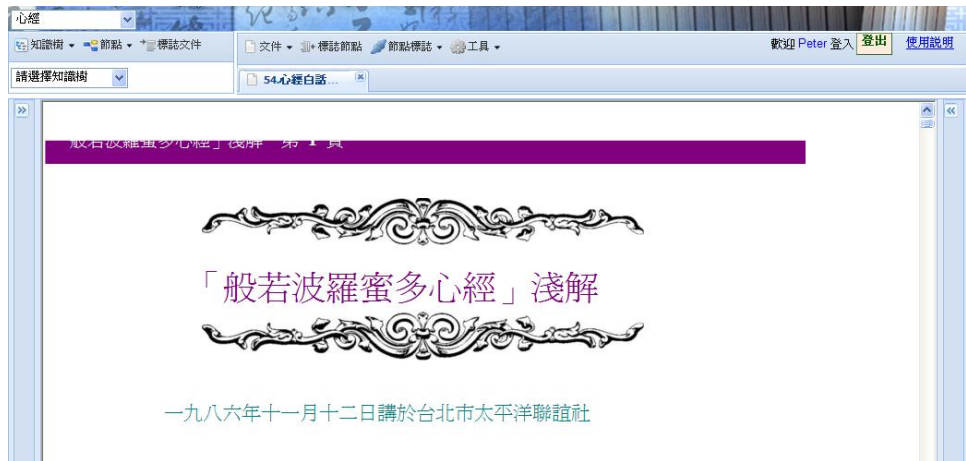 心經
知識樹 節點 標誌文件
文件 標誌節點 節點標誌 工具
歡迎 Peter 登入 登出 使用説明
請選擇知識樹
54.心經白話...
般若波羅蜜多心經」淺解 第 1 頁
「般若波羅蜜多心經」淺解
一九八六年十一月十二日講於台北市太平洋聯誼社